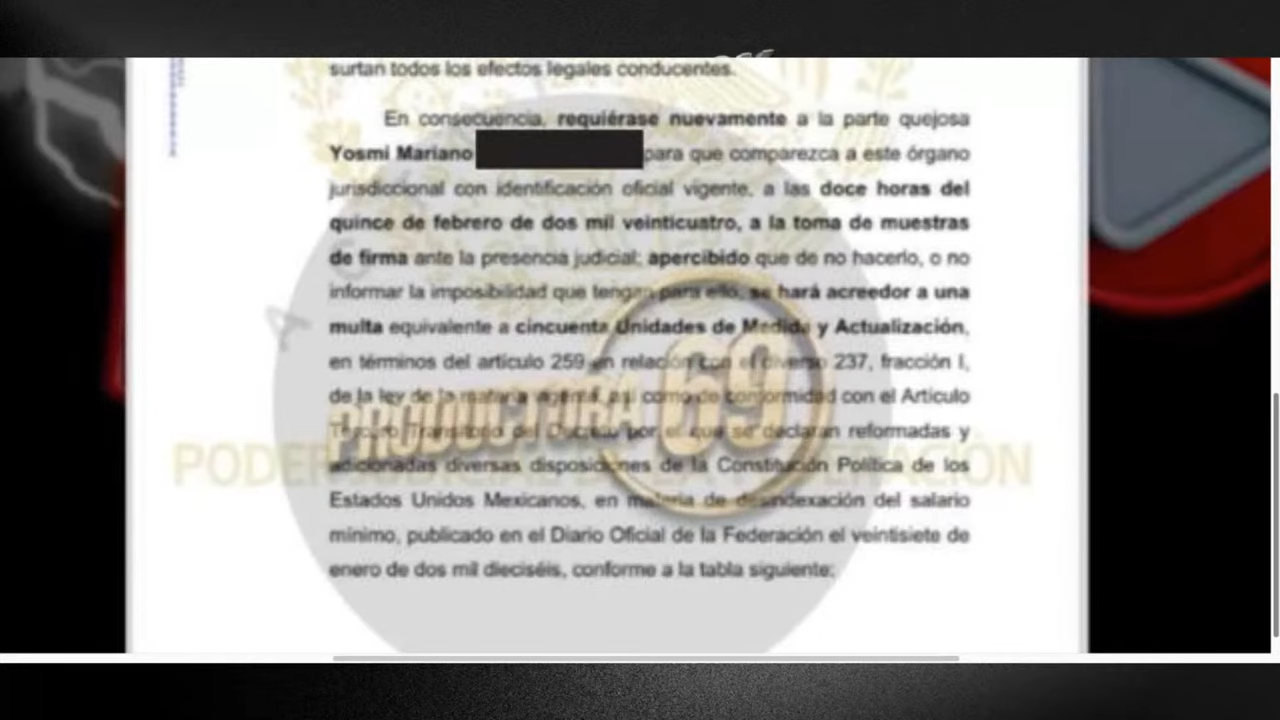 surtan todos los efectos legales conducentes.
En consecuencia, requiérase nuevamente a la parte quejosa
Yosmi Mariano para que comparezca a este órgano
jurisdiccional con identificación oficial vigente, a las doce horas del
quince de febrero de dos mil veinticuatro, a la toma de muestras
de firma ante la presencia judicial; apercibido que de no hacerlo, o no
informar la imposibilidad que tengan para ello, se hará acreedor a una
multa equivalente a cincuenta Unidades de Medida y Actualización,
en términos del artículo 259 en relación con el diverso 237, fracción I,
de la ley de la materia vigente, así como de conformidad con el Artículo
Tercero Transitorio del Decreto por el que se declaran reformadas y
adicionadas diversas disposiciones de la Constitución Política de los
Estados Unidos Mexicanos, en materia de desindexación del salario
mínimo, publicado en el Diario Oficial de la Federación el veintisiete de
enero de dos mil dieciséis, conforme a la tabla siguiente;
PRODUCTORA 69